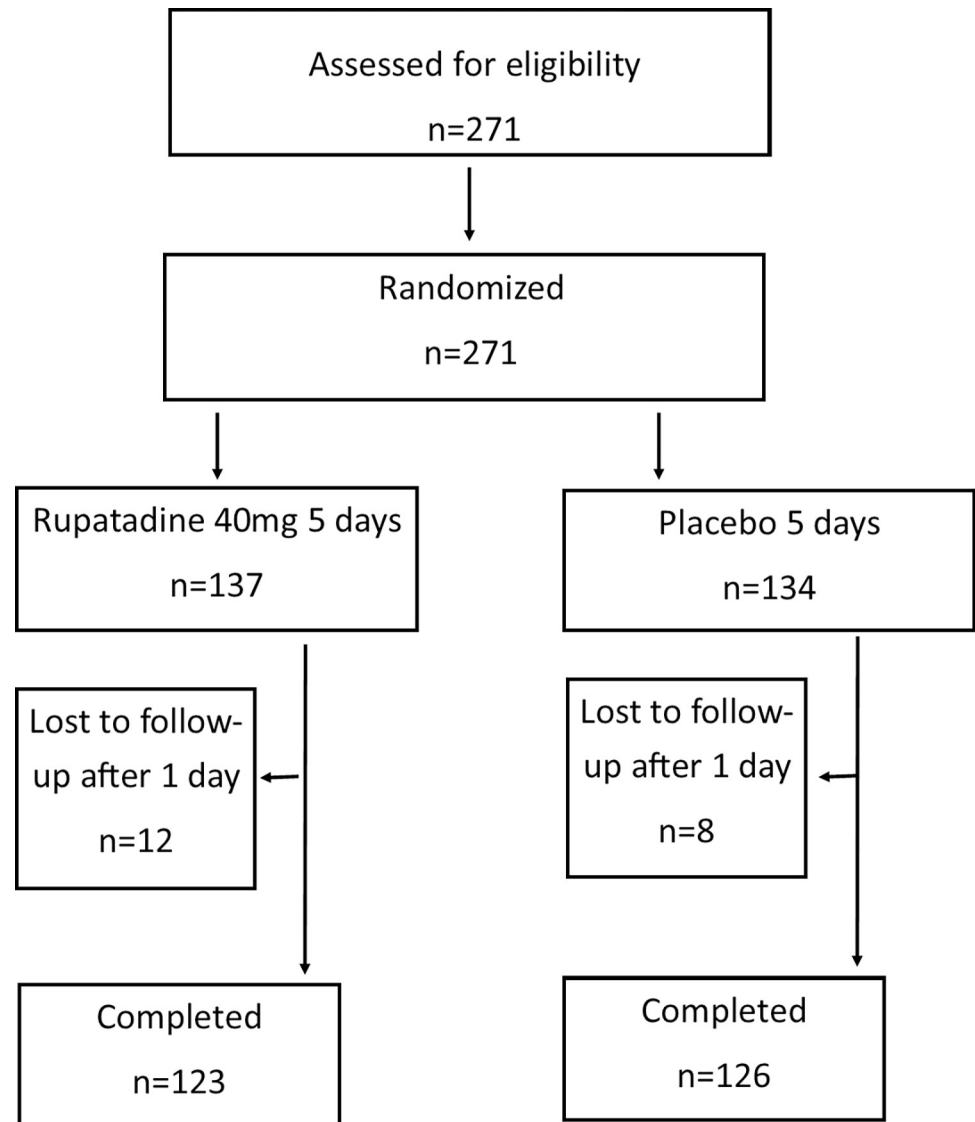 Assessed for eligibility
n=271
Randomized
n=271
Rupatadine 40mg 5 days
n=137
Placebo 5 days
n=134
Lost to follow-
up after 1 day
n=12
Lost to follow-
up after 1 day
n=8
Completed
n=123
Completed
n=126